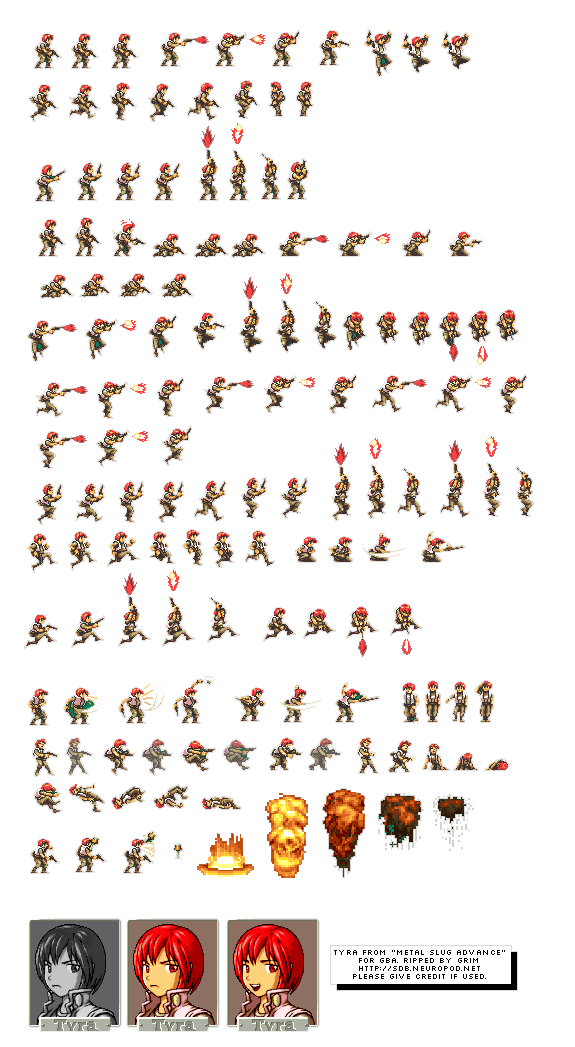 Tyra
Tyra
Tyra
TYRA FROM "METAL SLUG ADVANCE"
FOR GBA. RIPPED BY GRIM
HTTP://SDB.NEUROPOD.NET
PLEASE GIVE CREDIT IF USED.